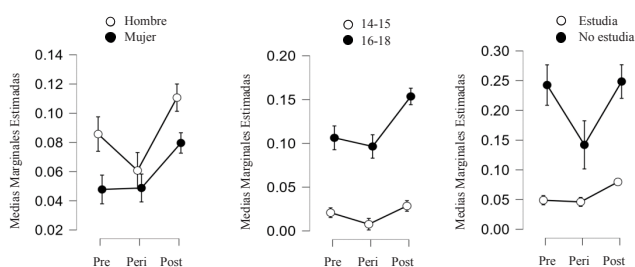 Hombre
Mujer
Medias Marginales Estimadas
0.14
0.12
0.10
0.08
0.06
0.04
0.02
Pre Peri Post
14-15
16-18
Medias Marginales Estimadas
0.20
0.15
0.10
0.05
0.00
Pre Peri Post
Estudia
No estudia
Medias Marginales Estimadas
0.30
0.25
0.20
0.15
0.10
0.05
0.00
Pre Peri Post